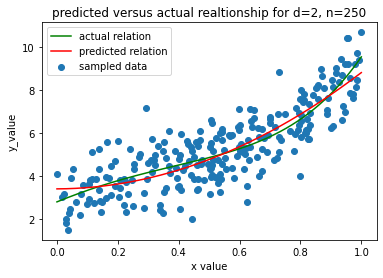 predicted versus actual realtionship for d=2, n=250
actual relation
predicted relation
sampled data
y_value
10
8
6
4
2
0.0 0.2 0.4 0.6 0.8 1.0
x value